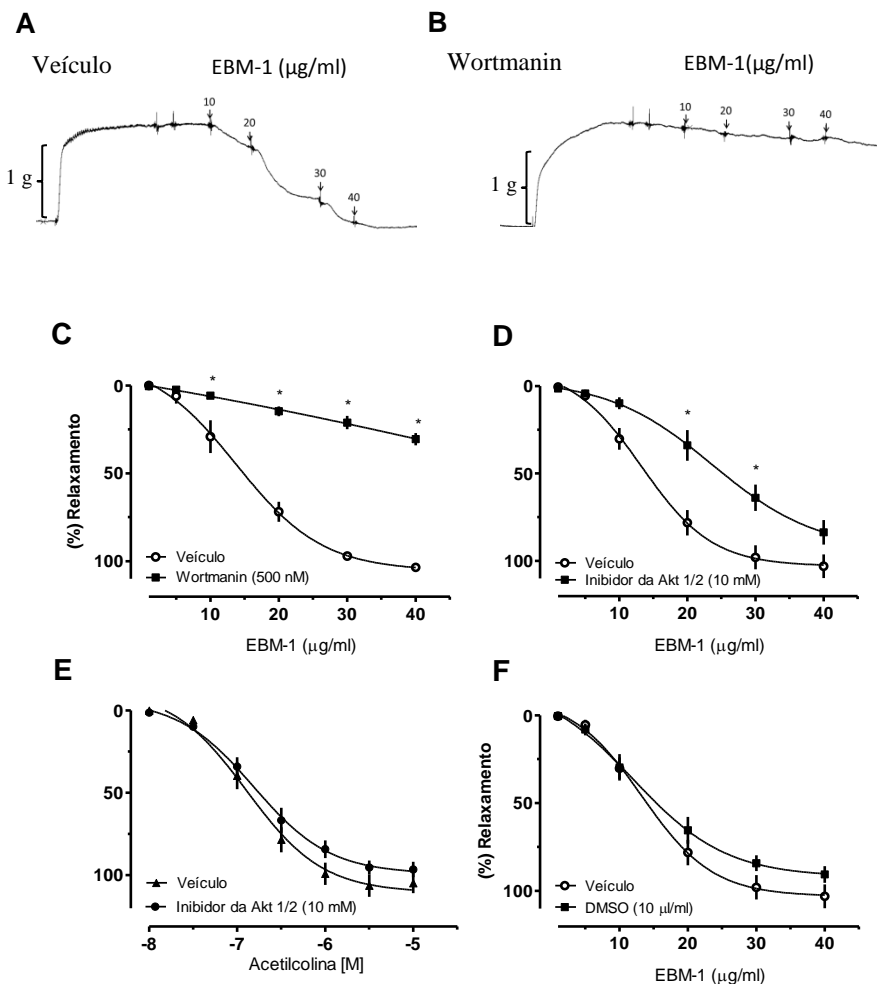 A
Veículo
EBM-1 (µg/ml)
10
20
30
40
1 g
B
Wortmanin
EBM-1(µg/ml)
10
20
30
40
1 g
C
(%) Relaxamento
0
50
100
Veículo
Wortmanin (500 nM)
* * * *
10 20 30 40
EBM-1 (µg/ml)
D
0
50
100
Veículo
Inibidor da Akt 1/2 (10 mM)
* *
10 20 30 40
EBM-1 (µg/ml)
E
0
50
100
Veículo
Inibidor da Akt 1/2 (10 mM)
-8 -7 -6 -5
Acetilcolina [M]
F
(%) Relaxamento
0
50
100
Veículo
DMSO (10 µl/ml)
10 20 30 40
EBM-1 (µg/ml)